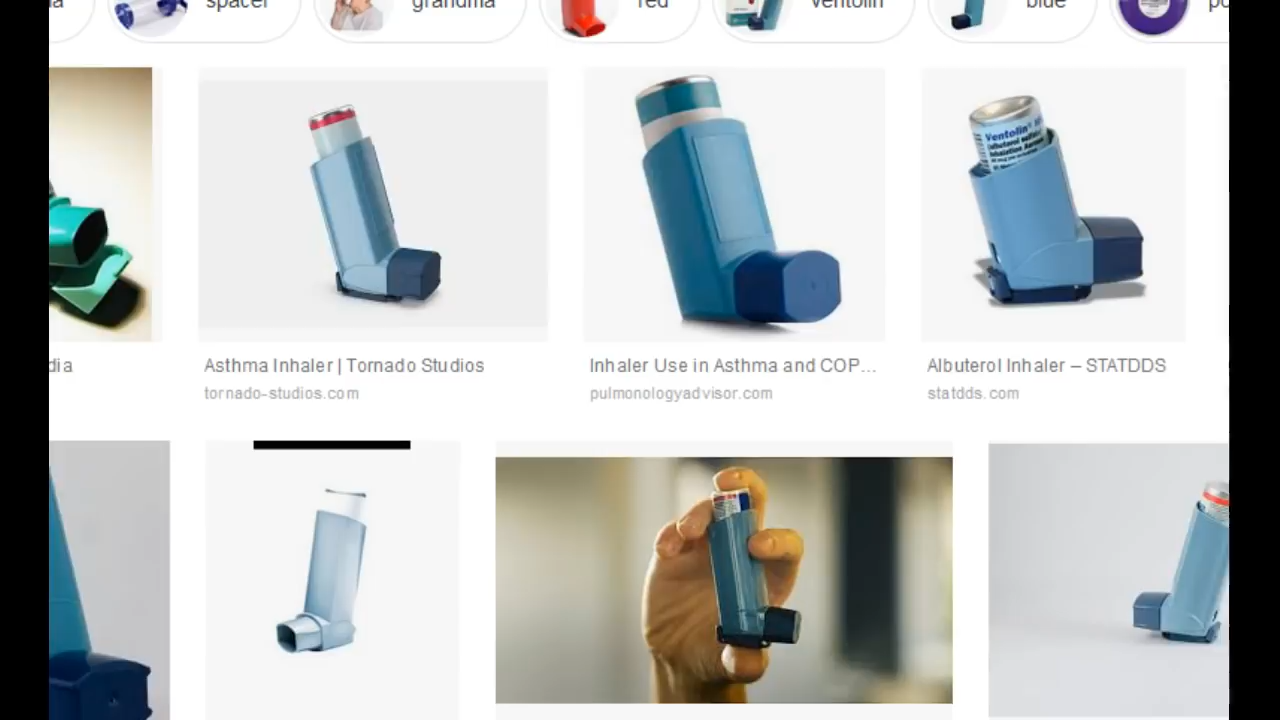 spacer
grandma
red
ventolin
blue
Ventolin®
albuterol
Asthma Inhaler | Tornado Studios
tornado-studios.com
Inhaler Use in Asthma and COP...
pulmonologyadvisor.com
Albuterol Inhaler – STATDDS
statdds.com
dia